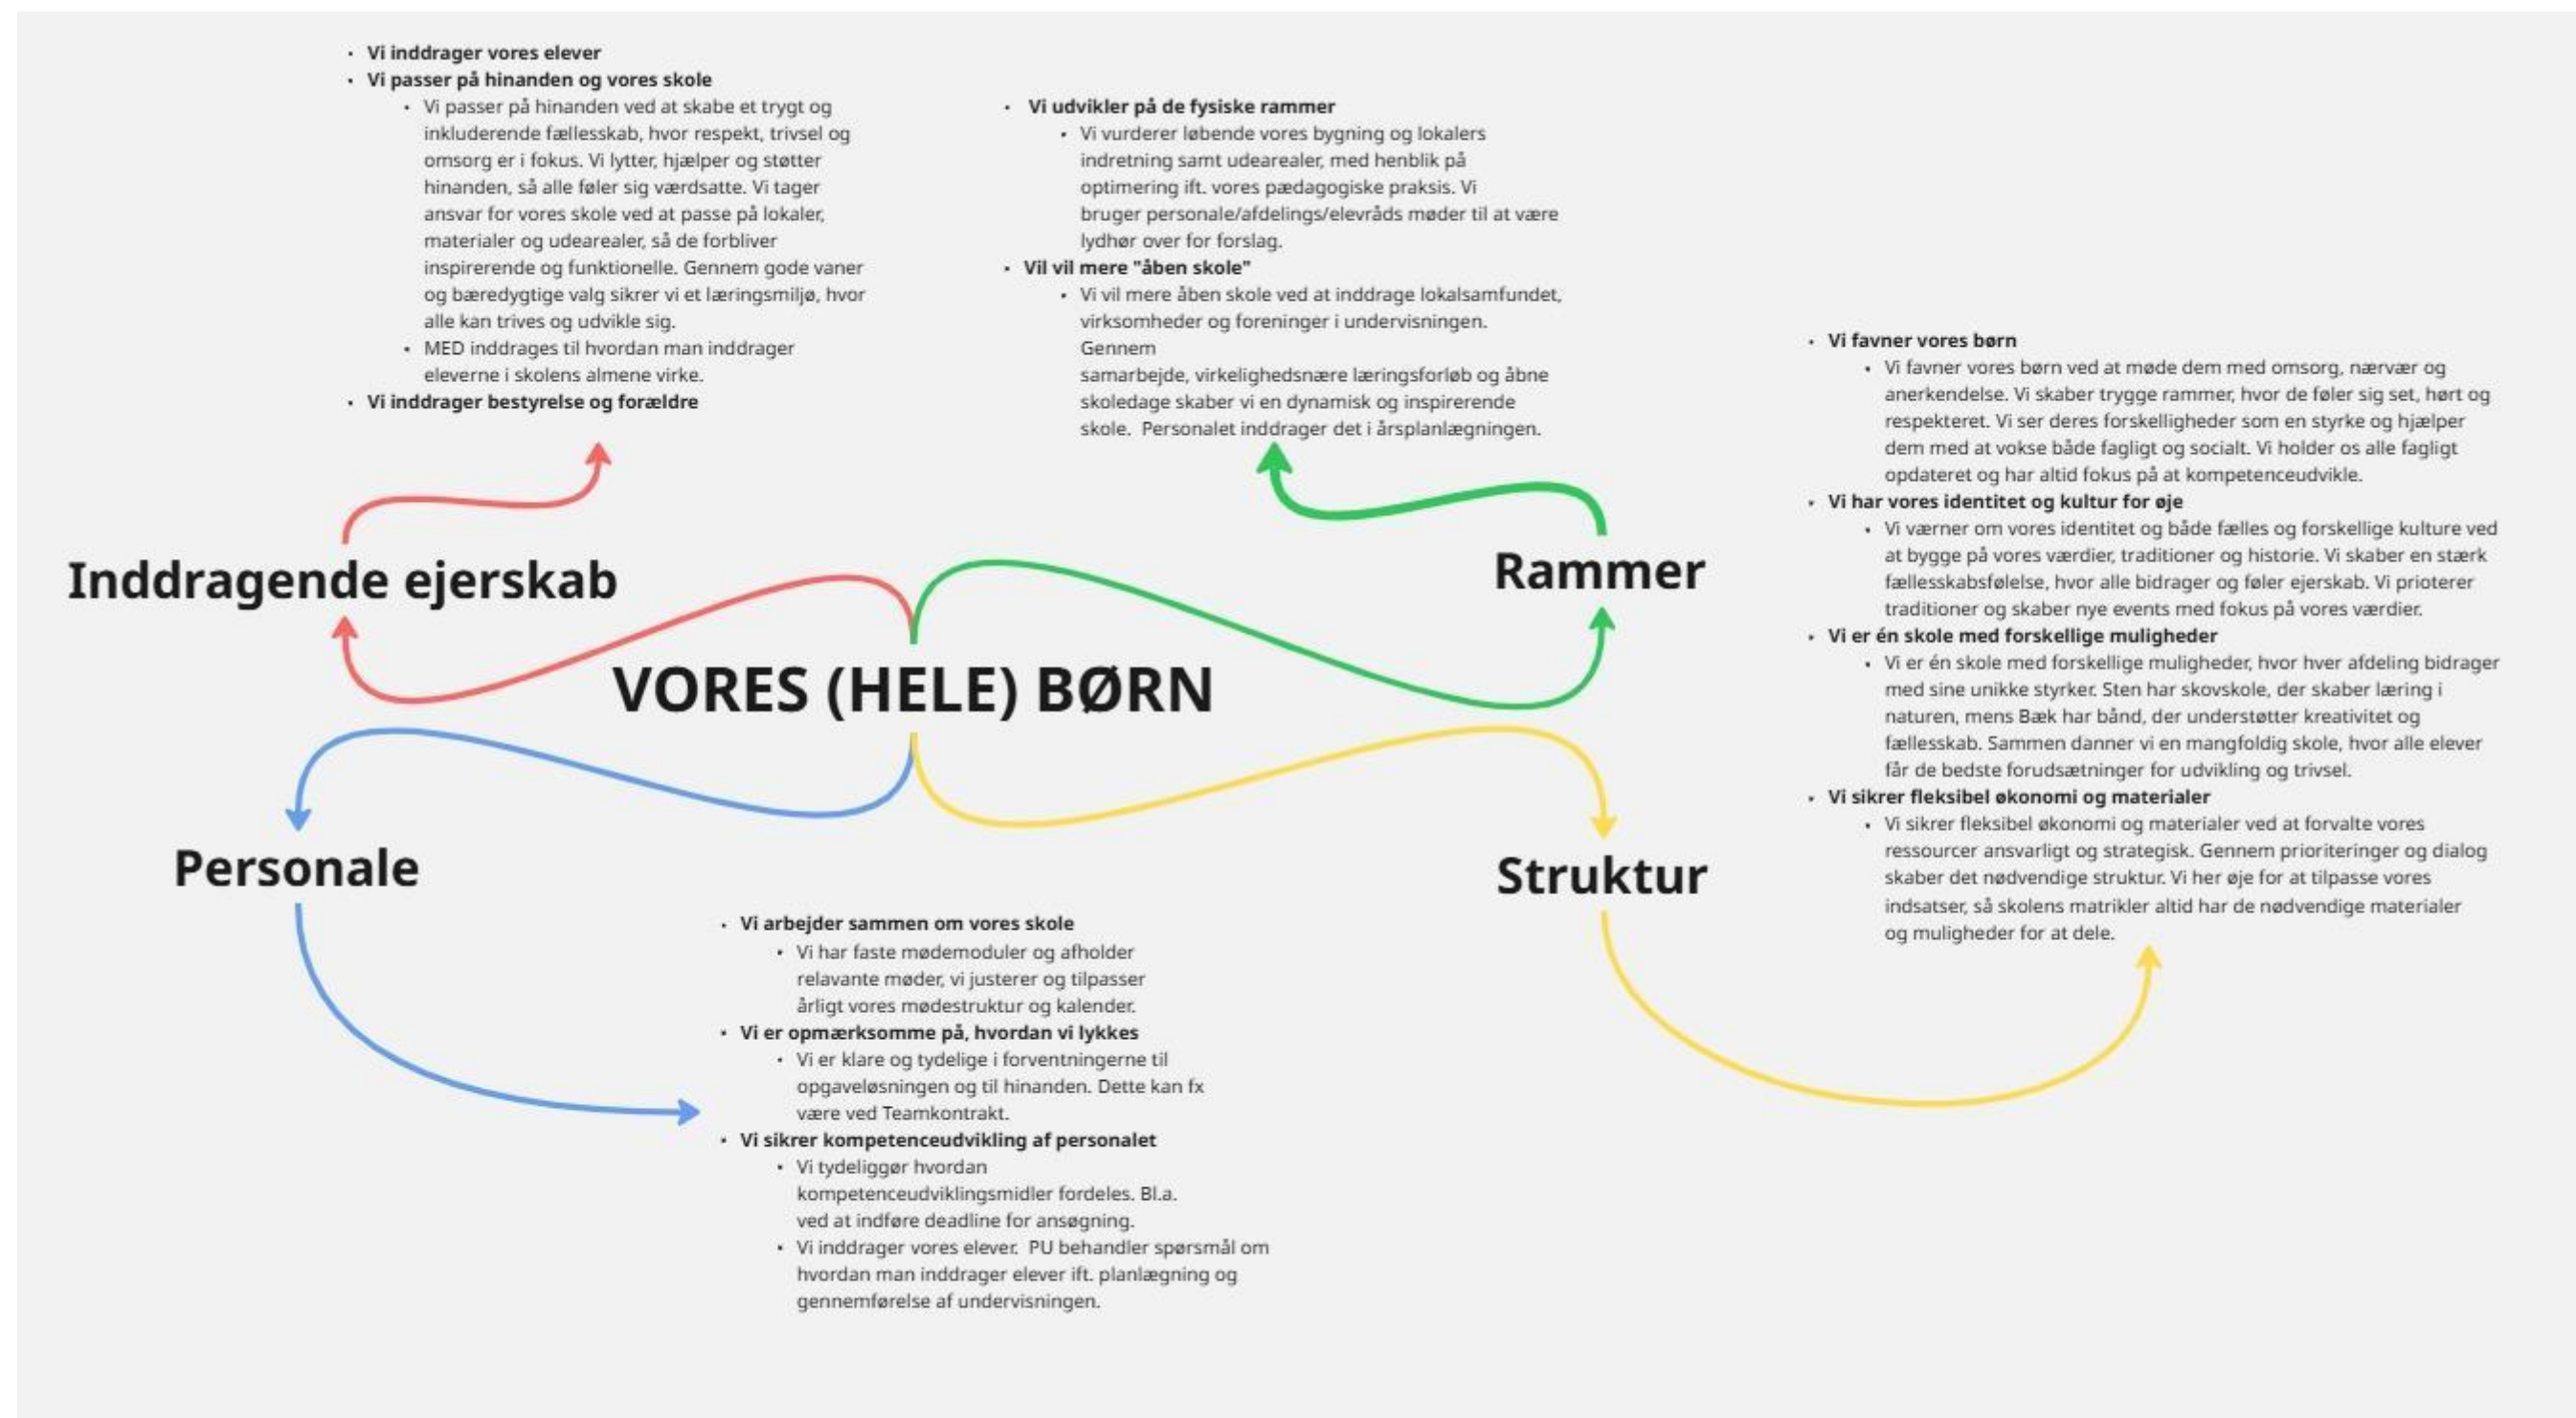 • Vi inddrager vores elever
• Vi passer på hinanden og vores skole
• Vi passer på hinanden ved at skabe et trygt og
inkluderende fællesskab, hvor respekt, trivsel og
omsorg er i fokus. Vi lytter, hjælper og støtter
hinanden, så alle føler sig værdsatte. Vi tager
ansvar for vores skole ved at passe på lokaler,
materialer og udearealer, så de forbliver
inspirerende og funktionelle. Gennem gode vaner
og bæredygtige valg sikrer vi et læringsmiljø, hvor
alle kan trives og udvikle sig.
• MED inddrages til hvordan man inddrager
eleverne i skolens almene virke.
• Vi inddrager bestyrelse og forældre
• Vi udvikler på de fysiske rammer
• Vi vurderer løbende vores bygning og lokalers
indretning samt udearealer, med henblik på
optimering ift. vores pædagogiske praksis. Vi
bruger personale/afdelings/elevråds møder til at være
lydhør over for forslag.
• Vil vil mere "åben skole"
• Vi vil mere åben skole ved at inddrage lokalsamfundet,
virksomheder og foreninger i undervisningen.
Gennem
samarbejde, virkelighedsnære læringsforløb og åbne
skoledage skaber vi en dynamisk og inspirerende
skole. Personalet inddrager det i årsplanlægningen.
• Vi favner vores børn
• Vi favner vores børn ved at møde dem med omsorg, nærvær og
anerkendelse. Vi skaber trygge rammer, hvor de føler sig set, hørt og
respekteret. Vi ser deres forskelligheder som en styrke og hjælper
dem med at vokse både fagligt og socialt. Vi holder os alle fagligt
opdateret og har altid fokus på at kompetenceudvikle.
• Vi har vores identitet og kultur for øje
• Vi værner om vores identitet og både fælles og forskellige kulture ved
at bygge på vores værdier, traditioner og historie. Vi skaber en stærk
fællesskabsfølelse, hvor alle bidrager og føler ejerskab. Vi prioterer
traditioner og skaber nye events med fokus på vores værdier.
• Vi er én skole med forskellige muligheder
• Vi er én skole med forskellige muligheder, hvor hver afdeling bidrager
med sine unikke styrker. Sten har skovskole, der skaber læring i
naturen, mens Bæk har bånd, der understøtter kreativitet og
fællesskab. Sammen danner vi en mangfoldig skole, hvor alle elever
får de bedste forudsætninger for udvikling og trivsel.
• Vi sikrer fleksibel økonomi og materialer
• Vi sikrer fleksibel økonomi og materialer ved at forvalte vores
ressourcer ansvarligt og strategisk. Gennem prioriteringer og dialog
skaber det nødvendige struktur. Vi her øje for at tilpasse vores
indsatser, så skolens matrikler altid har de nødvendige materialer
og muligheder for at dele.
Inddragende ejerskab
Rammer
VORES (HELE) BØRN
Personale
Struktur
• Vi arbejder sammen om vores skole
• Vi har faste mødemoduler og afholder
relavante møder, vi justerer og tilpasser
årligt vores mødestruktur og kalender.
• Vi er opmærksomme på, hvordan vi lykkes
• Vi er klare og tydelige i forventningerne til
opgaveløsningen og til hinanden. Dette kan fx
være ved Teamkontrakt.
• Vi sikrer kompetenceudvikling af personalet
• Vi tydeliggør hvordan
kompetenceudviklingsmidler fordeles. Bl.a.
ved at indføre deadline for ansøgning.
• Vi inddrager vores elever. PU behandler spørsmål om
hvordan man inddrager elever ift. planlægning og
gennemførelse af undervisningen.